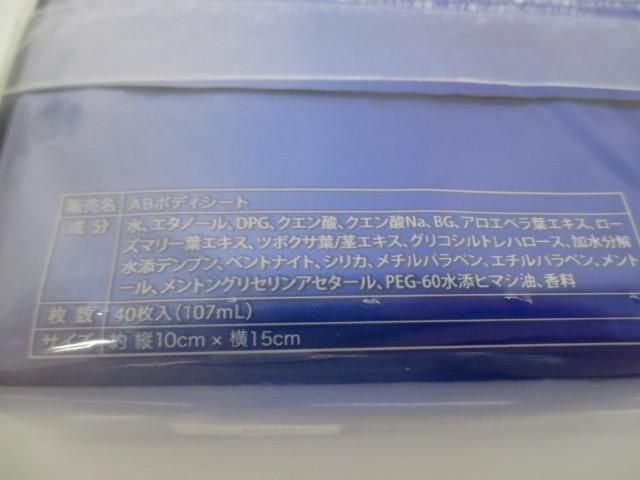 販売名 ABボディシート
成分 水、エタノール、DPG、クエン酸、クエン酸Na、BG、アロエベラ葉エキス、ロー
ズマリー葉エキス、ツボクサ葉/茎エキス、グリコシルトレハロース、加水分解
水添デンプン、ベントナイト、シリカ、メチルパラベン、エチルパラベン、メント
ール、メントングリセリンアセタール、PEG-60水添ヒマシ油、香料
枚数 40枚入(107mL)
サイズ 約 縦10cm×横15cm